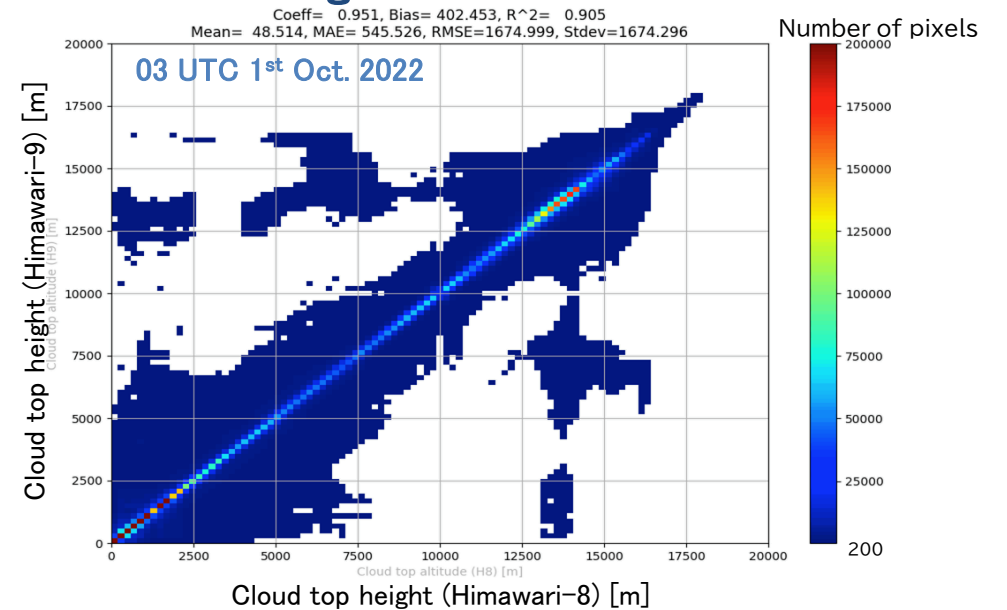 Coeff= 0.951, Bias= 402.453, R^2= 0.905
Mean= 48.514, MAE= 545.526, RMSE=1674.999, Stdev=1674.296
Number of pixels
03 UTC 1st Oct. 2022
20000
17500
15000
12500
10000
7500
5000
2500
0
Cloud top height (Himawari-9) [m]
Cloud top altitude (H9) [m]
0 2500 5000 7500 10000 12500 15000 17500 20000
Cloud top altitude (H8) [m]
Cloud top height (Himawari-8) [m]
200000
175000
150000
125000
100000
75000
50000
25000
200